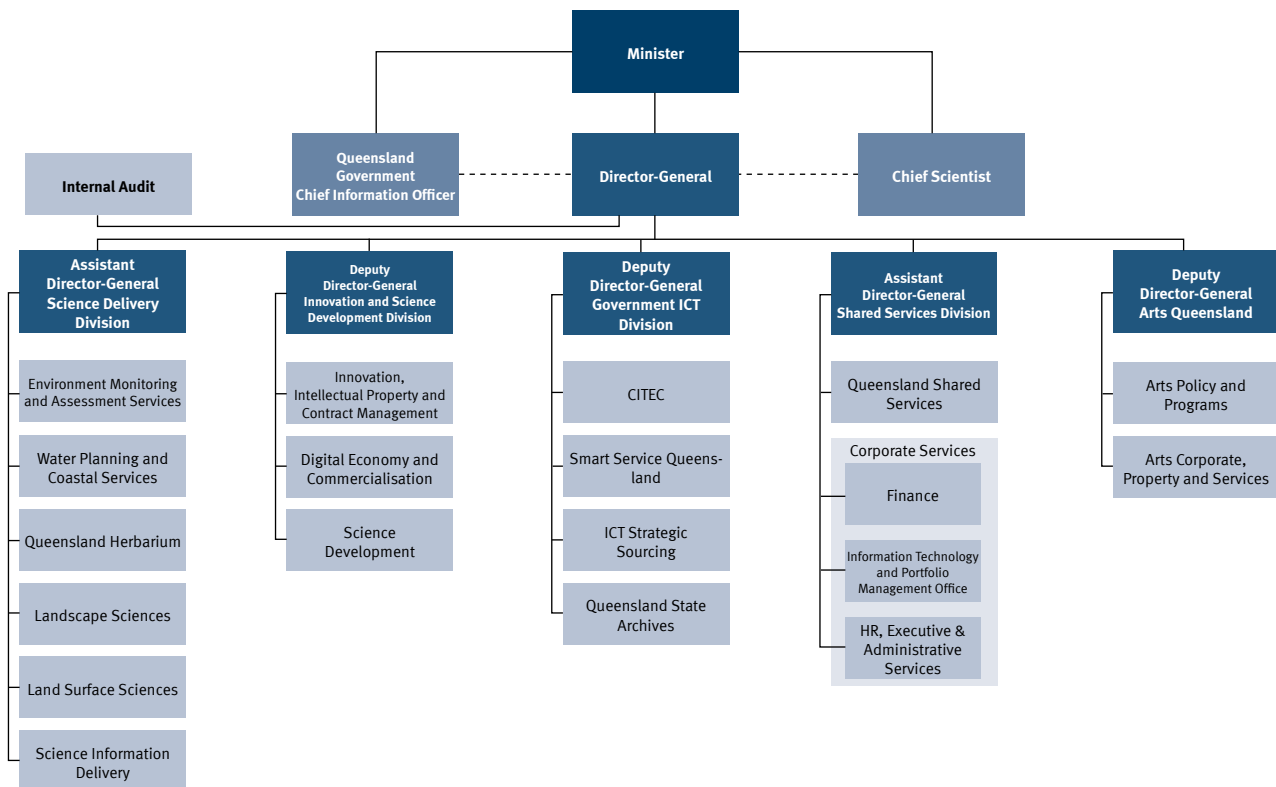 Minister
Queensland
Government
Chief Information Officer
Director-General
Chief Scientist
Internal Audit
Assistant
Director-General
Science Delivery
Division
Environment Monitoring
and Assessment Services
Water Planning and
Coastal Services
Queensland Herbarium
Landscape Sciences
Land Surface Sciences
Science Information
Delivery
Deputy
Director-General
Innovation and Science
Development Division
Innovation,
Intellectual Property and
Contract Management
Digital Economy and
Commercialisation
Science
Development
Deputy
Director-General
Government ICT
Division
CITEC
Smart Service Queens-
land
ICT Strategic
Sourcing
Queensland State
Archives
Assistant
Director-General
Shared Services Division
Queensland Shared
Services
Corporate Services
Finance
Information Technology
and Portfolio
Management Office
HR, Executive &
Administrative
Services
Deputy
Director-General
Arts Queensland
Arts Policy and
Programs
Arts Corporate,
Property and Services